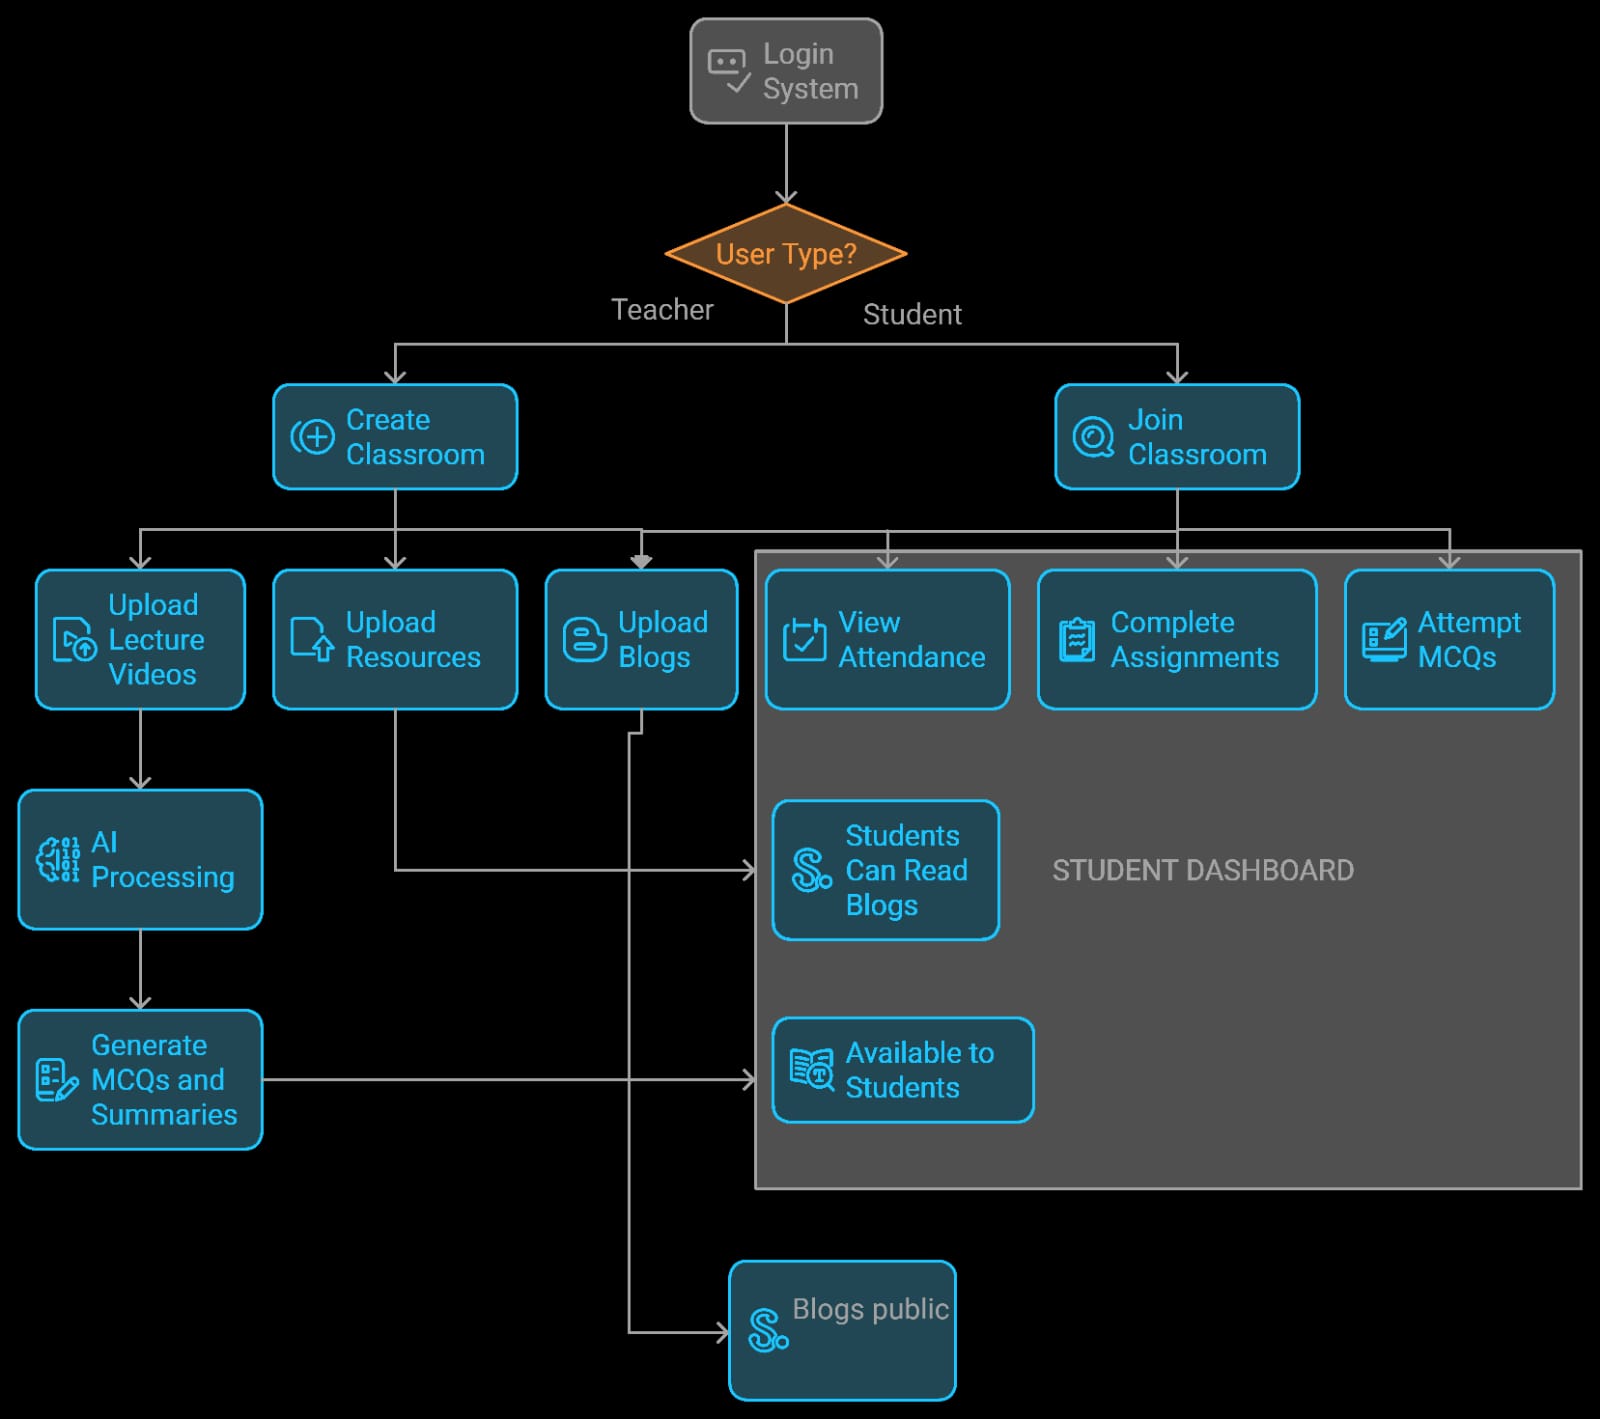 Login
System
User Type?
Teacher
Student
Create
Classroom
Join
Classroom
Upload
Lecture
Videos
Upload
Resources
Upload
Blogs
View
Attendance
Complete
Assignments
Attempt
MCQs
AI
Processing
Students
Can Read
Blogs
STUDENT DASHBOARD
Generate
MCQs and
Summaries
Available to
Students
Blogs public